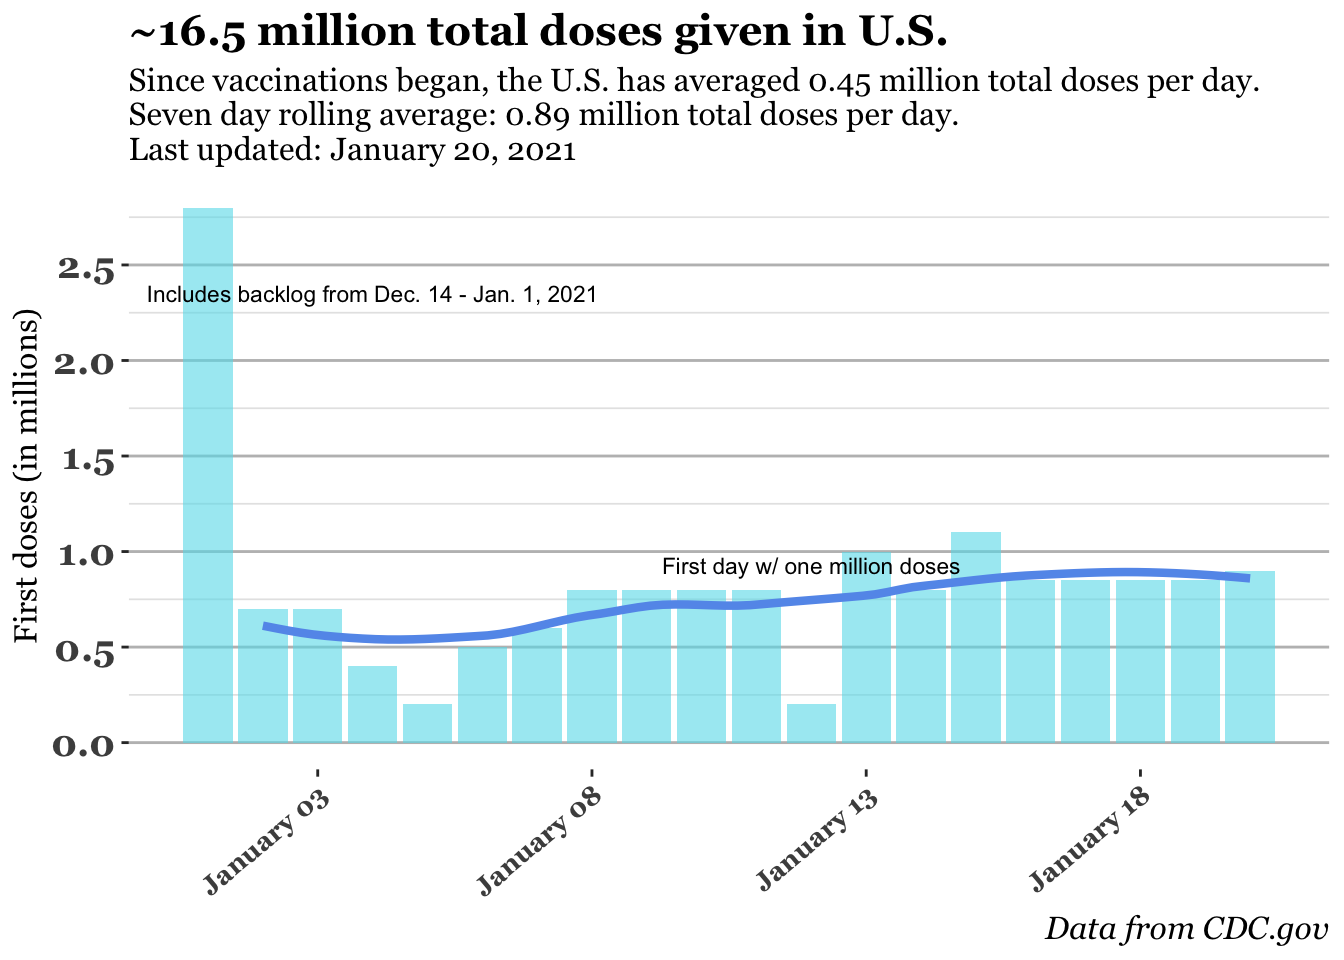 ~16.5 million total doses given in U.S.
Since vaccinations began, the U.S. has averaged 0.45 million total doses per day.
Seven day rolling average: 0.89 million total doses per day.
Last updated: January 20, 2021
First doses (in millions)
2.5
Includes backlog from Dec. 14 - Jan. 1, 2021
2.0
1.5
1.0
First day w/ one million doses
0.5
0.0
January 03
January 08
January 13
January 18
Data from CDC.gov